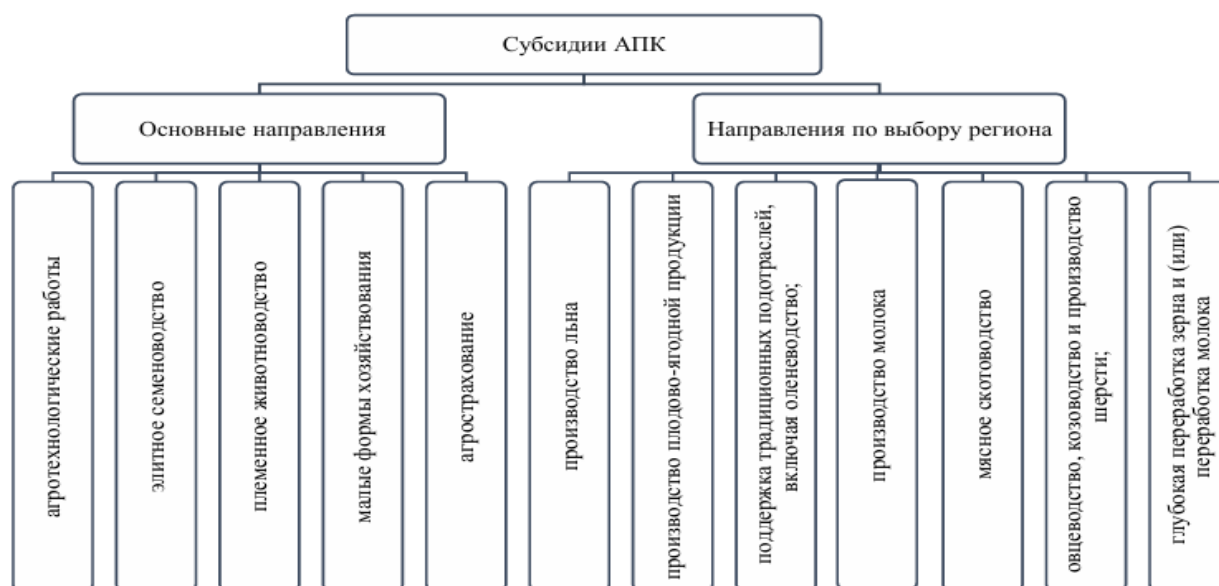 Субсидии АПК
Основные направления
Направления по выбору региона
агротехнологические работы
элитное семеноводство
племенное животноводство
малые формы хозяйствования
агрострахование
производство льна
производство плодово-ягодной продукции
поддержка традиционных подотраслей,
включая оленеводство;
производство молока
мясное скотоводство
овцеводство, козоводство и производство
шерсти;
глубокая переработка зерна и (или)
переработка молока